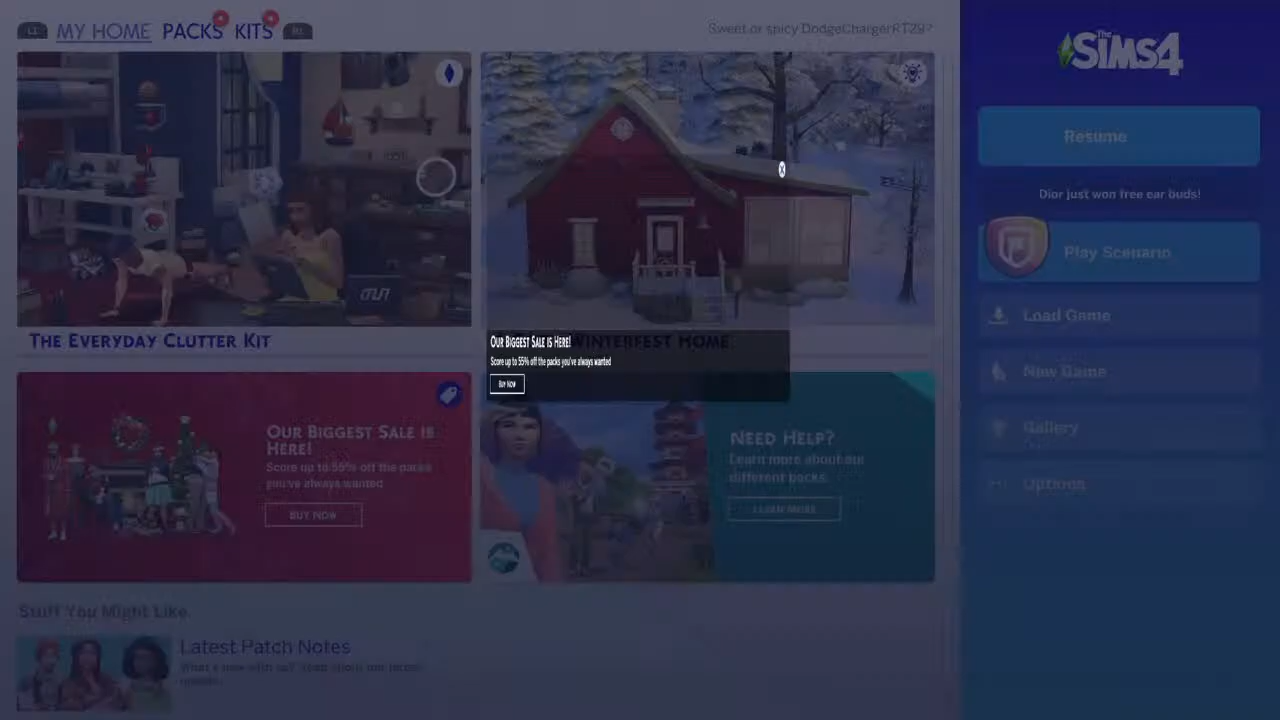 L1 MY HOME PACKS KITS R1
Sweet or spicy DodgeChargerRT29?
THE EVERYDAY CLUTTER KIT
WINTERFEST HOME
OUR BIGGEST SALE IS HERE!
Score up to 55% off the packs you've always wanted
Buy Now
OUR BIGGEST SALE IS
HERE!
Score up to 55% off the packs
you've always wanted
BUY NOW
NEED HELP?
Learn more about our
different packs.
LEARN MORE
Stuff You Might Like
Latest Patch Notes
The SiMS4
Resume
Dior just won free ear buds!
Play Scenario
Load Game
New Game
Gallery
Options